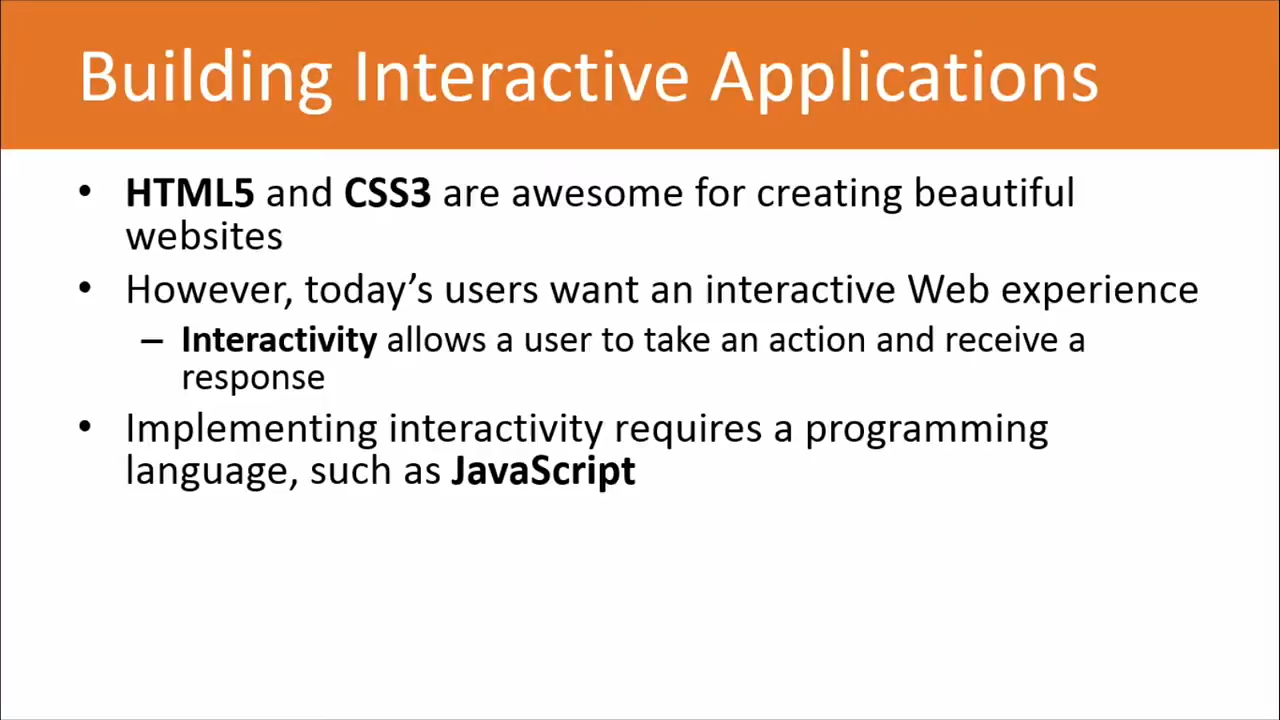 Building Interactive Applications
• HTML5 and CSS3 are awesome for creating beautiful
websites
• However, today’s users want an interactive Web experience
– Interactivity allows a user to take an action and receive a
response
• Implementing interactivity requires a programming
language, such as JavaScript